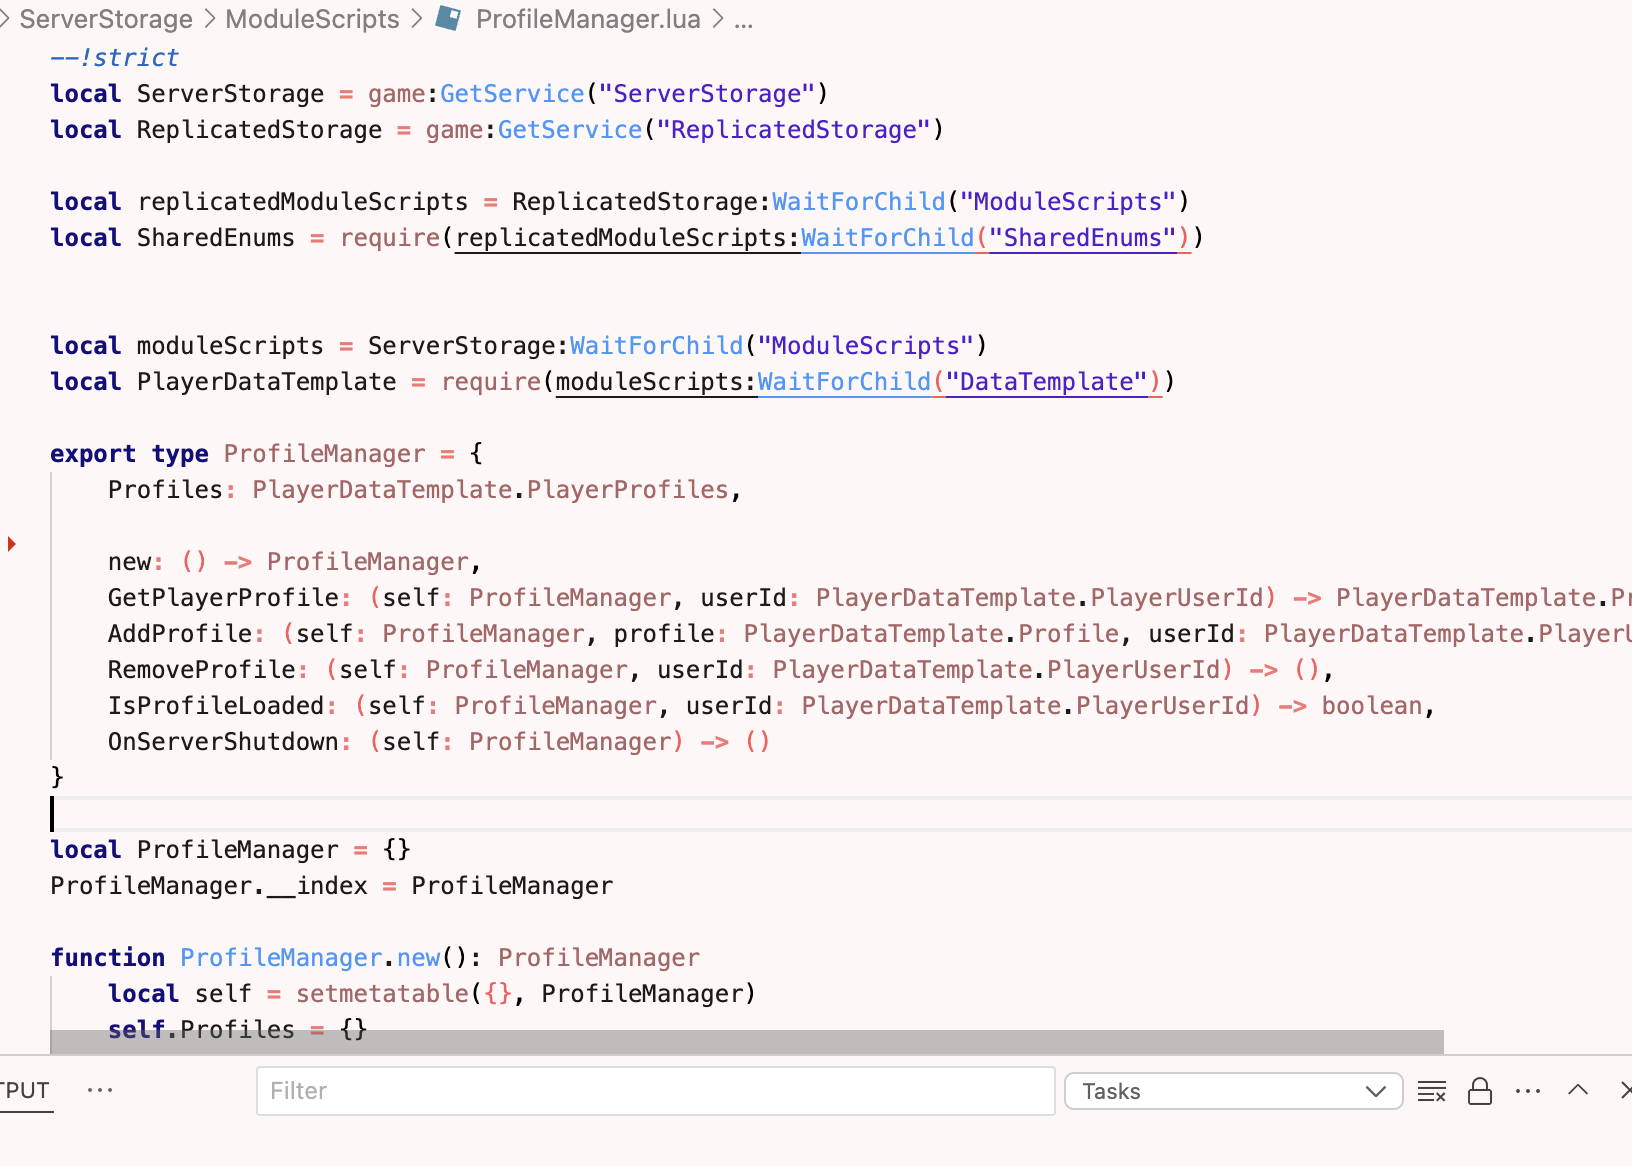 ServerStorage > ModuleScripts > ProfileManager.lua > ...
--!strict
local ServerStorage = game:GetService("ServerStorage")
local ReplicatedStorage = game:GetService("ReplicatedStorage")
local replicatedModuleScripts = ReplicatedStorage:WaitForChild("ModuleScripts")
local SharedEnums = require(replicatedModuleScripts:WaitForChild("SharedEnums"))
local moduleScripts = ServerStorage:WaitForChild("ModuleScripts")
local PlayerDataTemplate = require(moduleScripts:WaitForChild("DataTemplate"))
export type ProfileManager = {
Profiles: PlayerDataTemplate.PlayerProfiles,
new: () -> ProfileManager,
GetPlayerProfile: (self: ProfileManager, userId: PlayerDataTemplate.PlayerUserId) -> PlayerDataTemplate.Pr
AddProfile: (self: ProfileManager, profile: PlayerDataTemplate.Profile, userId: PlayerDataTemplate.PlayerU
RemoveProfile: (self: ProfileManager, userId: PlayerDataTemplate.PlayerUserId) -> (),
IsProfileLoaded: (self: ProfileManager, userId: PlayerDataTemplate.PlayerUserId) -> boolean,
OnServerShutdown: (self: ProfileManager) -> ()
}
local ProfileManager = {}
ProfileManager.__index = ProfileManager
function ProfileManager.new(): ProfileManager
local self = setmetatable({}, ProfileManager)
self.Profiles = {}
TPUT ... Filter Tasks ...